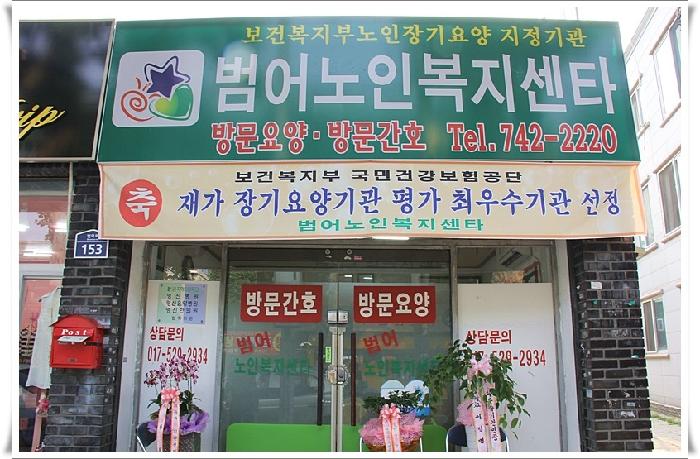 보건복지부노인장기요양 지정기관
범어노인복지센타
방문요양·방문간호 Tel. 742-2220
보건복지부 국민건강보험공단
축 재가 장기요양기관 평가 최우수기관 선정
범어노인복지센타
153
Post
방문간호
방문요양
상담문의
017-529-2934
상담문의
529-2934
범어
노인복지센타
범어
노인복지센타